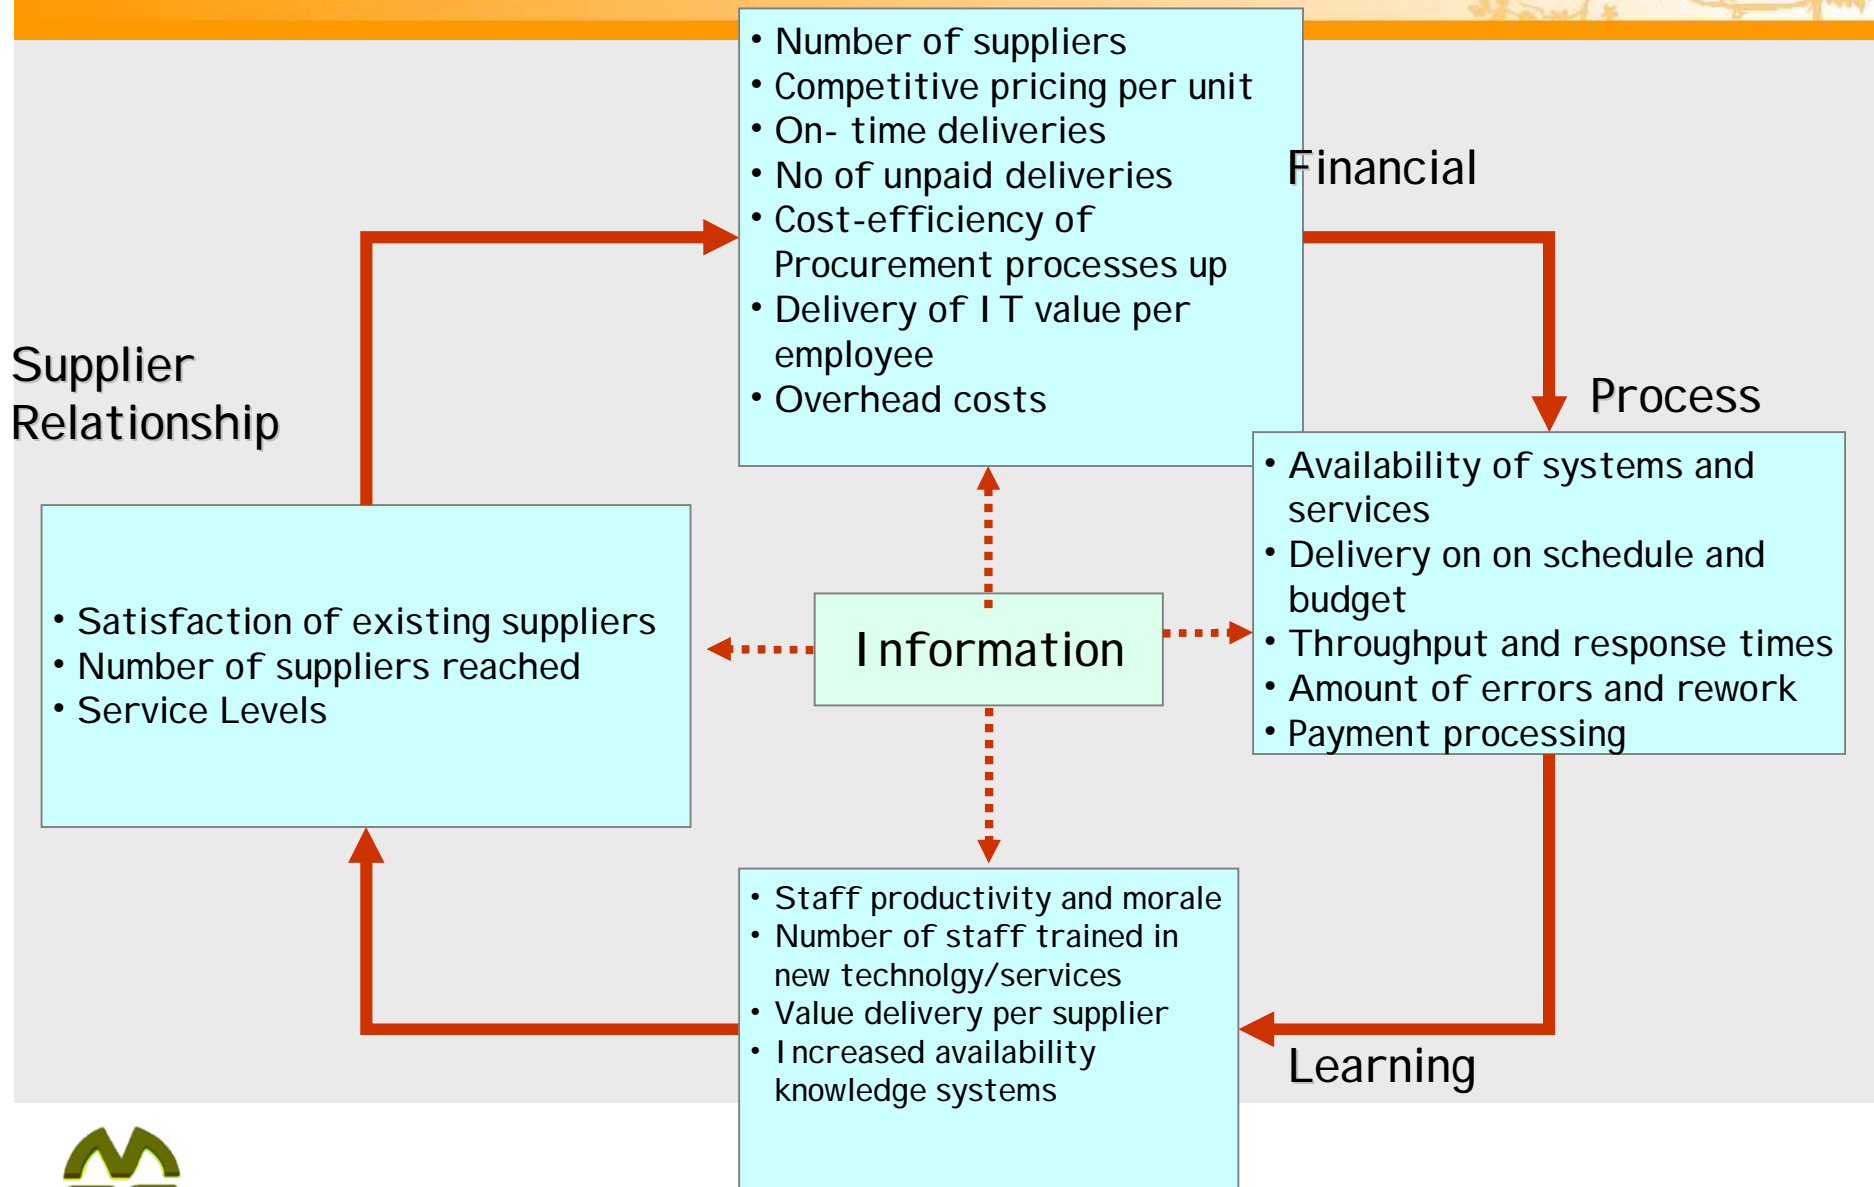 • Number of suppliers
• Competitive pricing per unit
• On- time deliveries
• No of unpaid deliveries
• Cost-efficiency of
Procurement processes up
• Delivery of IT value per
employee
• Overhead costs
Financial
Supplier
Relationship
Process
• Availability of systems and
services
• Delivery on on schedule and
budget
• Throughput and response times
• Amount of errors and rework
• Payment processing
• Satisfaction of existing suppliers
• Number of suppliers reached
• Service Levels
Information
• Staff productivity and morale
• Number of staff trained in
new technolgy/services
• Value delivery per supplier
• Increased availability
knowledge systems
Learning